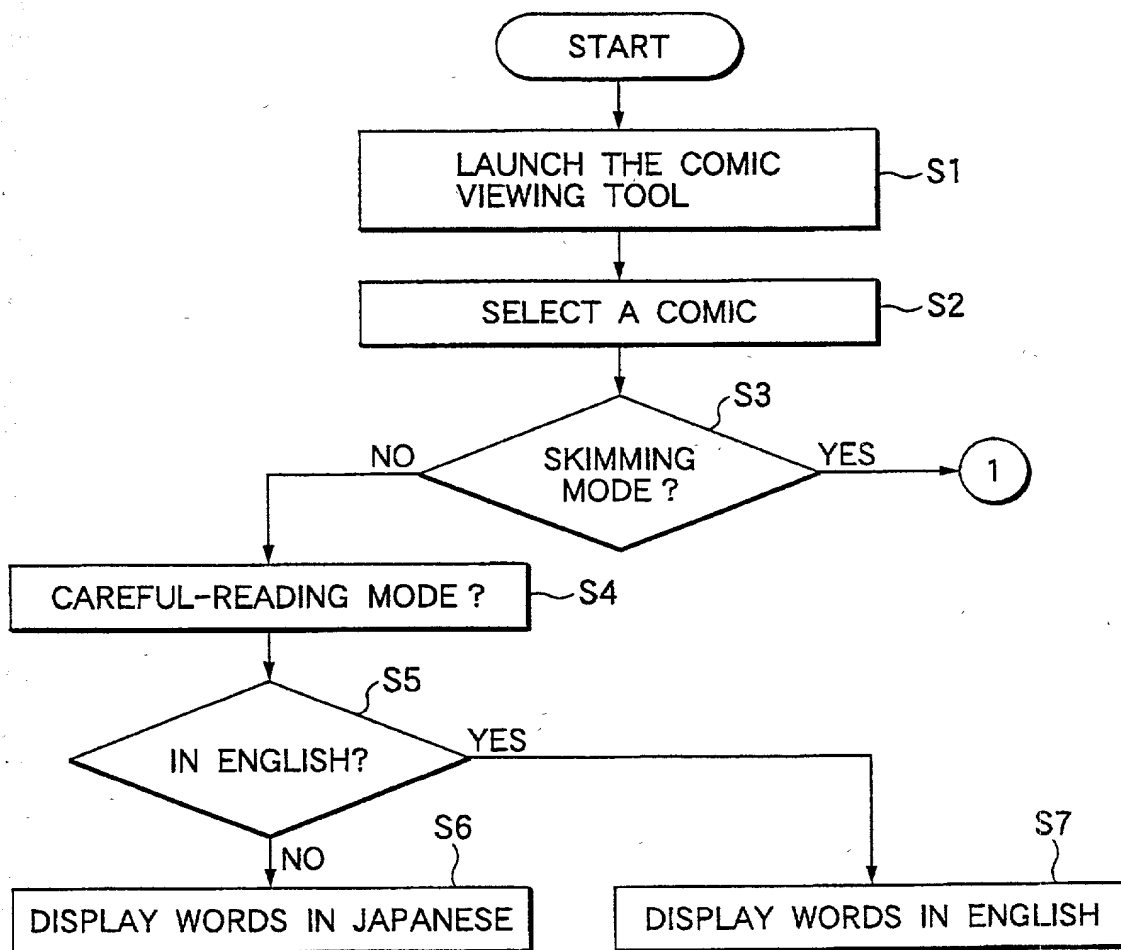 START
LAUNCH THE COMIC
VIEWING TOOL
S1
SELECT A COMIC
S2
S3
NO
SKIMMING
MODE?
YES
1
CAREFUL-READING MODE?
S4
S5
IN ENGLISH?
YES
S6
S7
NO
DISPLAY WORDS IN JAPANESE
DISPLAY WORDS IN ENGLISH